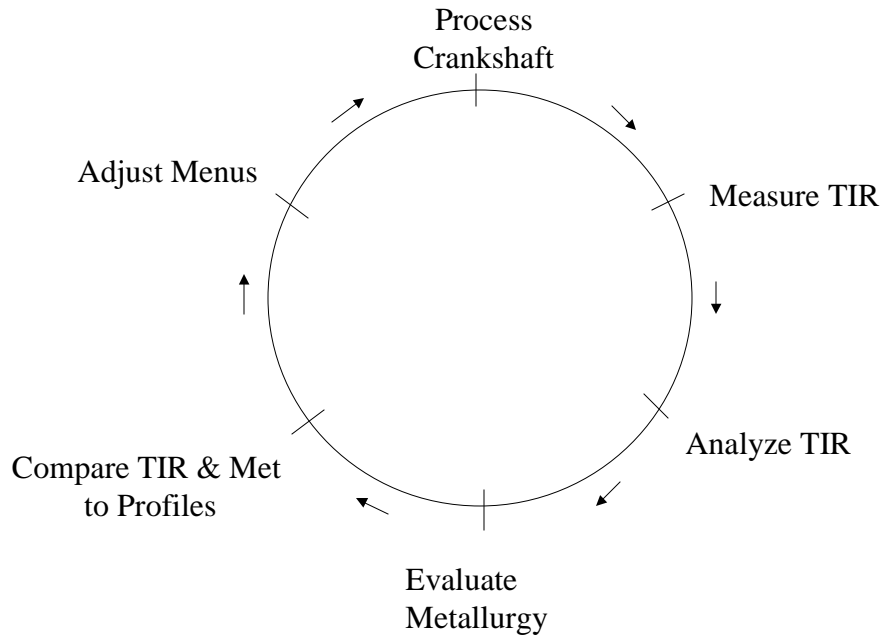 Process
Crankshaft
Adjust Menus
Measure TIR
Analyze TIR
Compare TIR & Met
to Profiles
Evaluate
Metallurgy